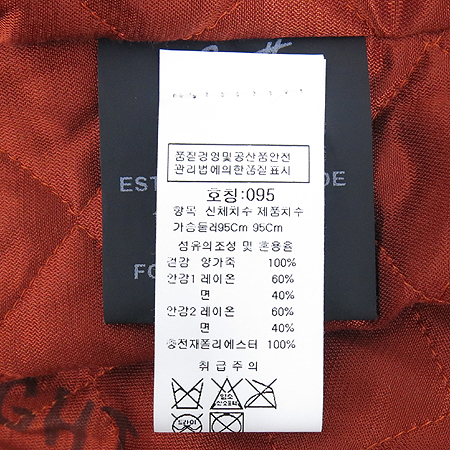 품질경영및공산품안전
관리법에의한품질표시
호칭:095
항목 신체치수 제품치수
가슴둘레95Cm 95Cm
섬유의조성 및 혼용율
겉감 양가죽 100%
안감1 레이온 60%
면 40%
안감2 레이온 60%
면 40%
충전재폴리에스터 100%
취급주의
EST
DE
FO